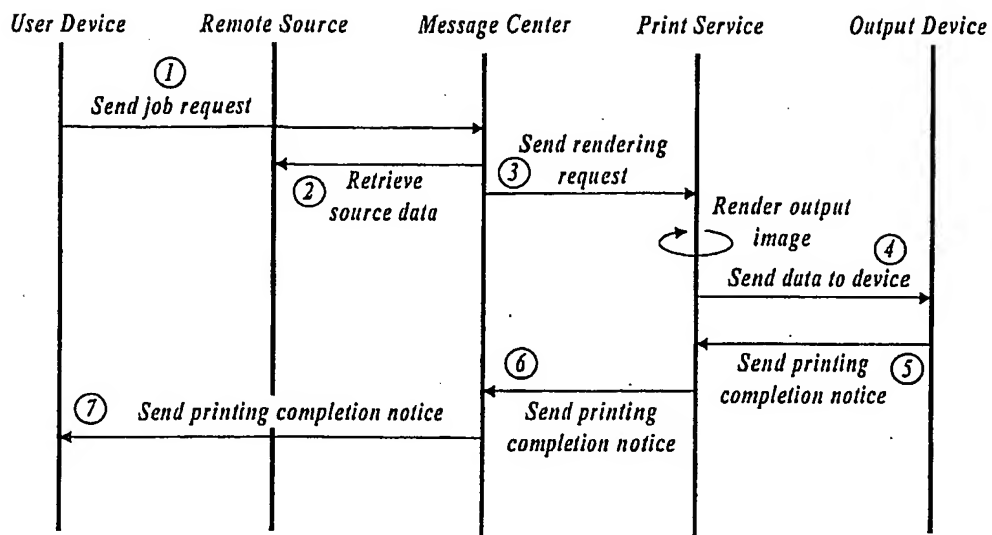 User Device Remote Source Message Center Print Service Output Device
1
Send job request
Send rendering
request
3
2
Retrieve
source data
Render output
image
4
Send data to device
6
Send printing
completion notice
5
7
Send printing completion notice
Send printing
completion notice